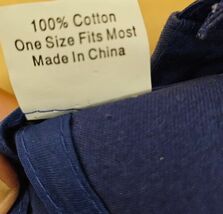 100% Cotton
One Size Fits Most
Made In China